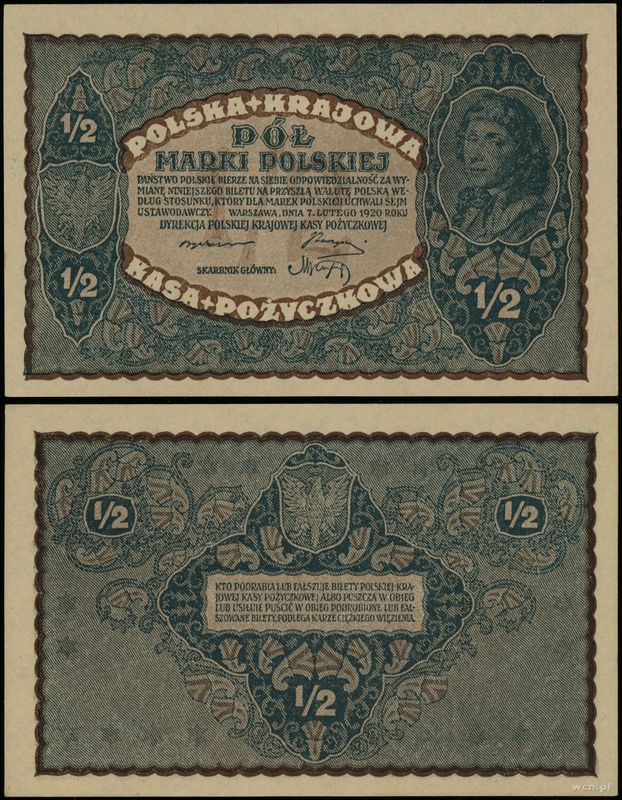 POLSKA+KRAJOWA
PÓŁ
MARKI POLSKIEJ
PAŃSTWO POLSKIE BIERZE NA SIEBIE ODPOWIEDZIALNOŚĆ ZA WY-
MIANĘ NINIEJSZEGO BILETU NA PRZYSZŁĄ WALUTĘ POLSKĄ WE-
DŁUG STOSUNKU, KTÓRY DLA MAREK POLSKICH UCHWALI SEJM
USTAWODAWCZY. WARSZAWA, DNIA 7. LUTEGO 1920 ROKU
DYREKCJA POLSKIEJ KRAJOWEJ KASY POŻYCZKOWEJ
SKARBNIK GŁÓWNY:
KASA+POŻYCZKOWA
1/2
1/2
1/2
1/2
1/2
KTO PODRABIA LUB FAŁSZUJE BILETY POLSKIEJ KRA-
JOWEJ KASY POŻYCZKOWEJ ALBO PUSZCZA W OBIEG
LUB USIŁUJE PUŚCIĆ W OBIEG PODROBIONE LUB FAŁ-
SZOWANE BILETY, PODLEGA KARZE CIĘŻKIEGO WIĘZIENIA.
1/2
wcn.pl